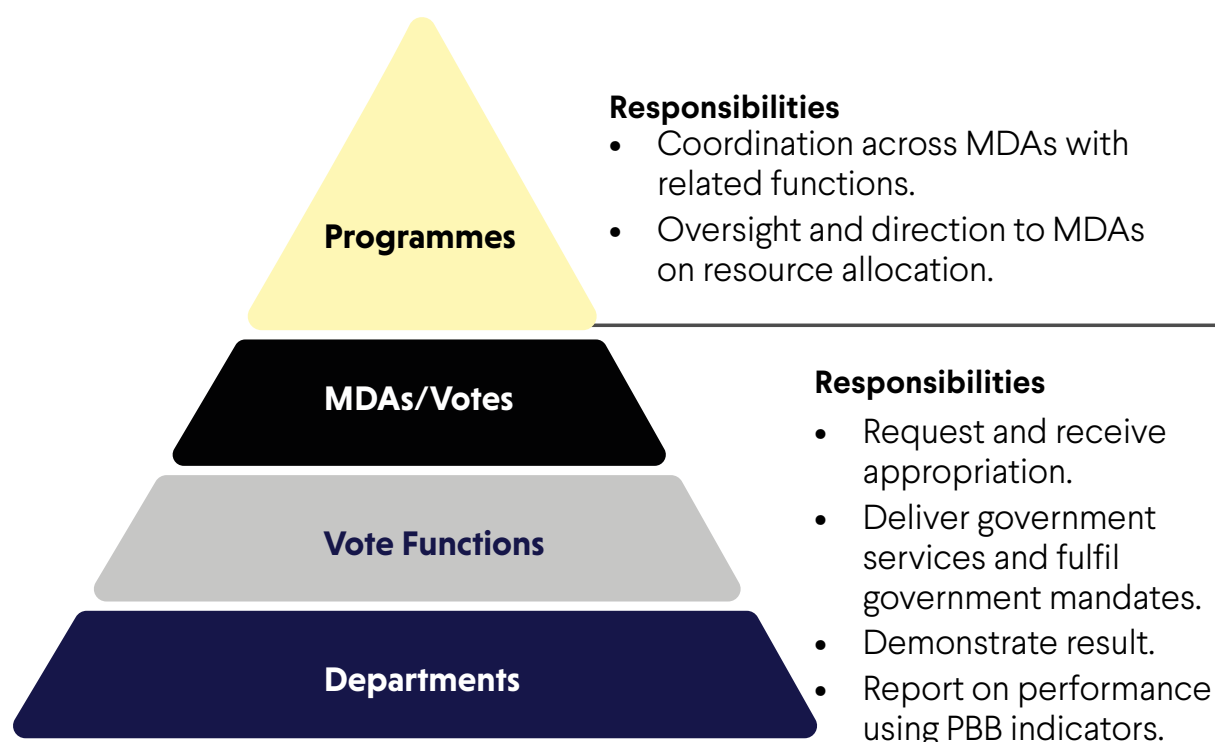 Programmes
Responsibilities
• Coordination across MDAs with
related functions.
• Oversight and direction to MDAs
on resource allocation.
MDAs/Votes
Vote Functions
Departments
Responsibilities
• Request and receive
appropriation.
• Deliver government
services and fulfil
government mandates.
• Demonstrate result.
• Report on performance
using PBB indicators.